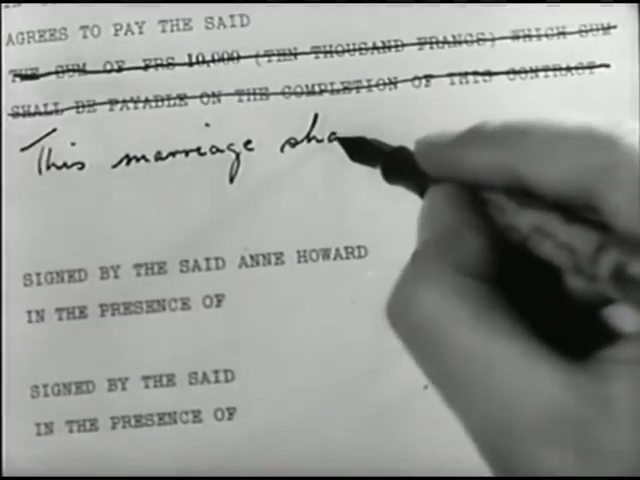 AGREES TO PAY THE SAID
THE SUM OF FRS 10,000 (TEN THOUSAND FRANCS) WHICH SUM
SHALL BE PAYABLE ON THE COMPLETION OF THIS CONTRACT
This marriage sha
SIGNED BY THE SAID ANNE HOWARD
IN THE PRESENCE OF
SIGNED BY THE SAID
IN THE PRESENCE OF